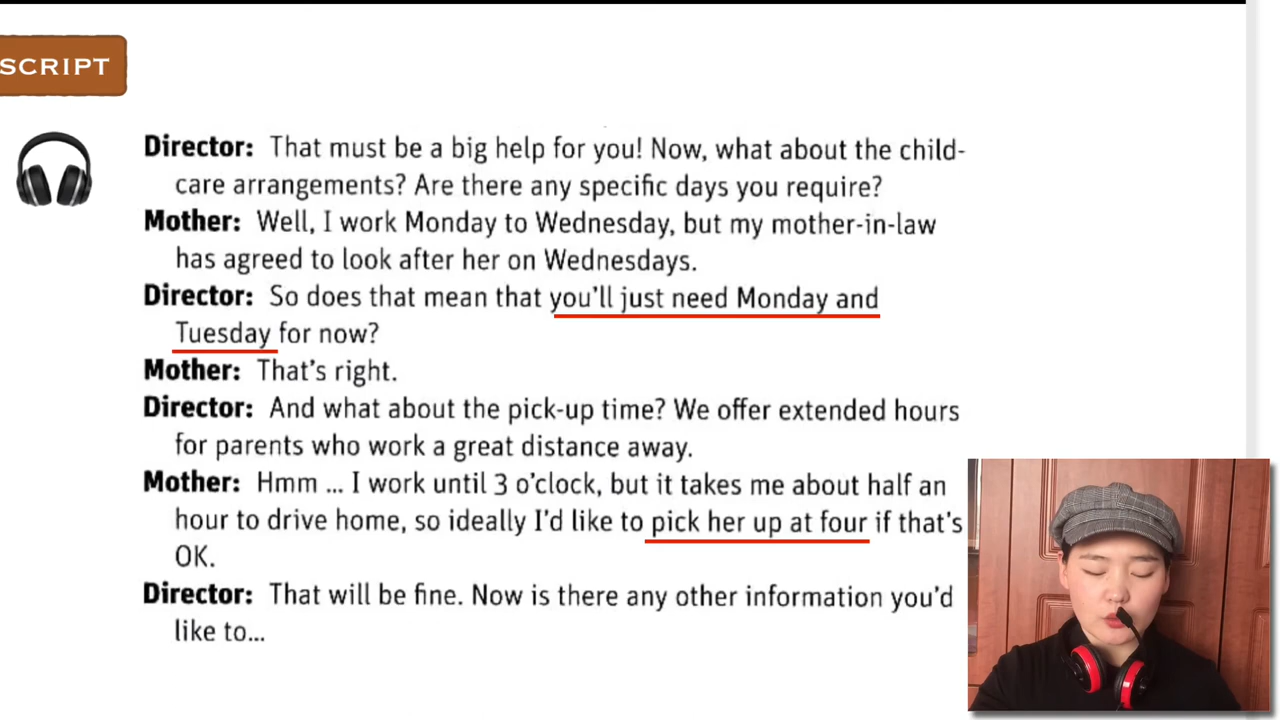 SCRIPT
Director: That must be a big help for you! Now, what about the child-
care arrangements? Are there any specific days you require?
Mother: Well, I work Monday to Wednesday, but my mother-in-law
has agreed to look after her on Wednesdays.
Director: So does that mean that you'll just need Monday and
Tuesday for now?
Mother: That's right.
Director: And what about the pick-up time? We offer extended hours
for parents who work a great distance away.
Mother: Hmm ... I work until 3 o'clock, but it takes me about half an
hour to drive home, so ideally I'd like to pick her up at four if that's
OK.
Director: That will be fine. Now is there any other information you'd
like to...